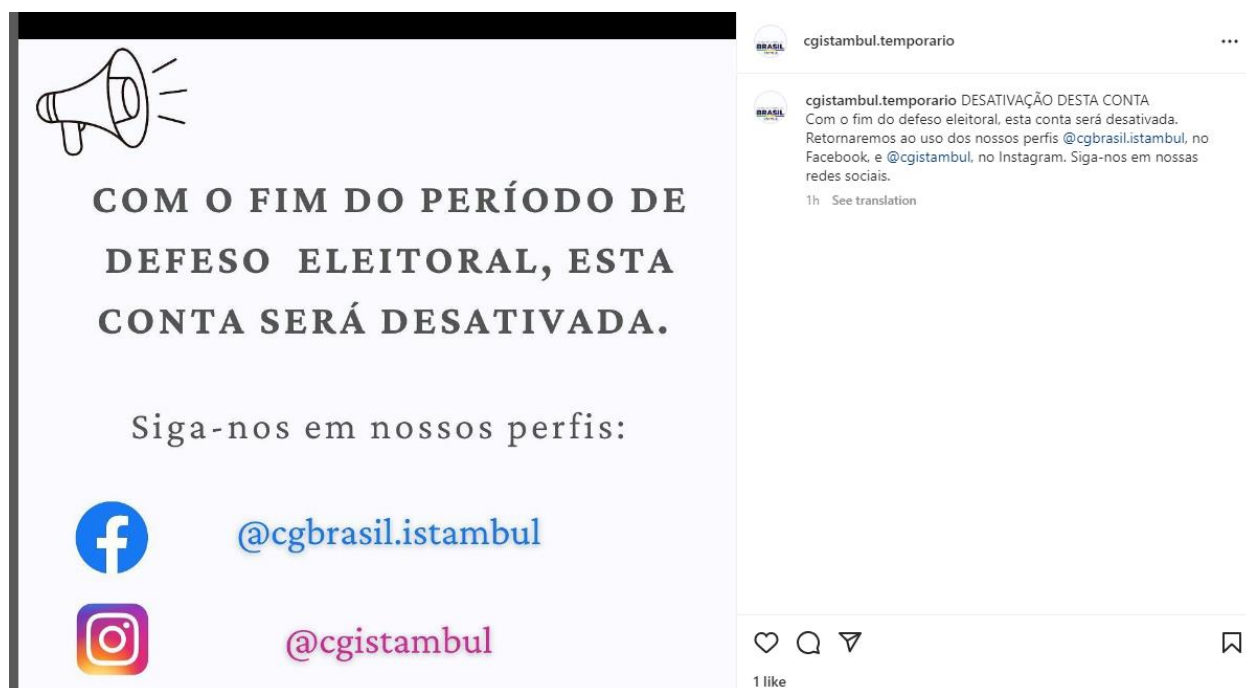 COM O FIM DO PERÍODO DE
DEFESO ELEITORAL, ESTA
CONTA SERÁ DESATIVADA.
Siga-nos em nossos perfis:
@cgbrasil.istambul
@cgistambul
BRASIL
cgistambul.temporario
BRASIL
cgistambul.temporario DESATIVAÇÃO DESTA CONTA
Com o fim do defeso eleitoral, esta conta será desativada.
Retornaremos ao uso dos nossos perfis @cgbrasil.istambul, no
Facebook, e @cgistambul, no Instagram. Siga-nos em nossas
redes sociais.
1h See translation
1 like